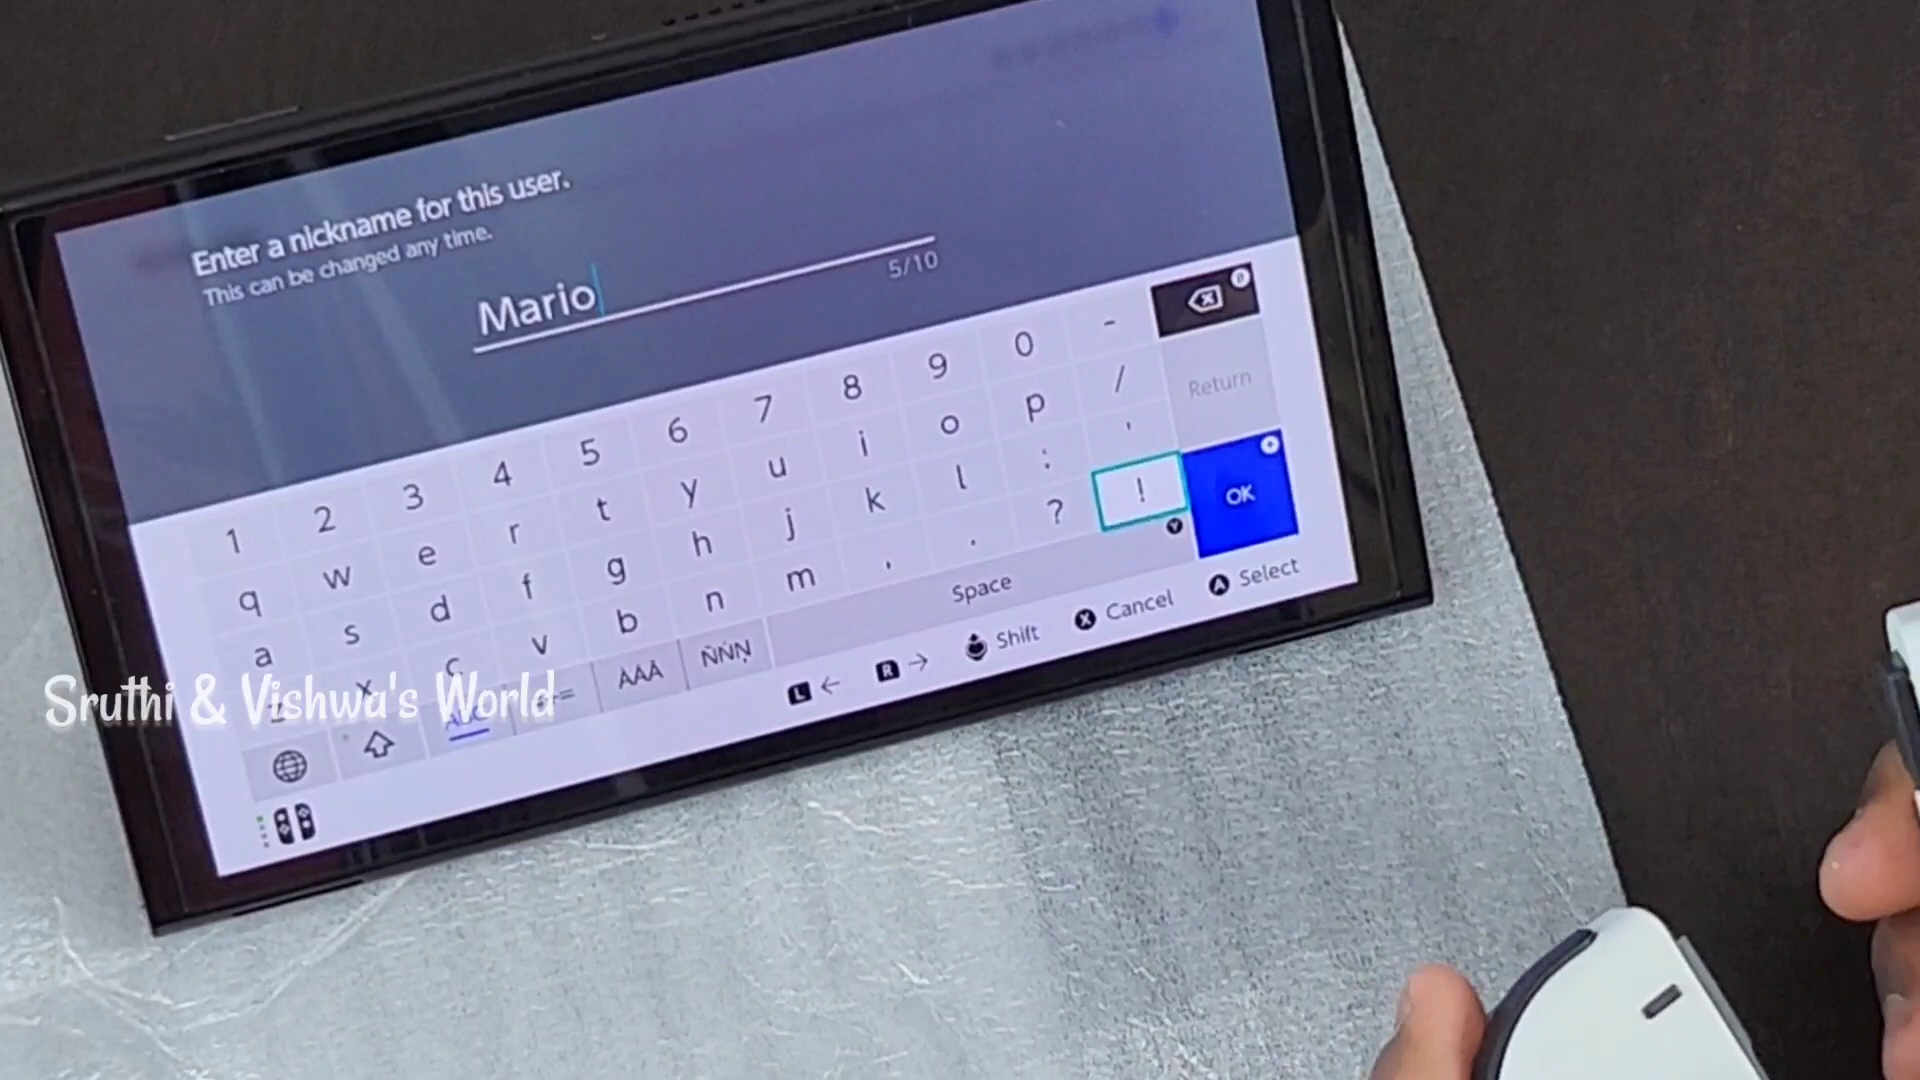 Enter a nickname for this user.
This can be changed any time.
Mario
5/10
1 2 3 4 5 6 7 8 9 0 -
q w e r t y u i o p /
Return
a s d f g h j k l : '
x c v b n m , . ? !
OK
ÀÄÂ ÑŃŅ Space
L ← R → Shift X Cancel A Select
Sruthi & Vishwa's World